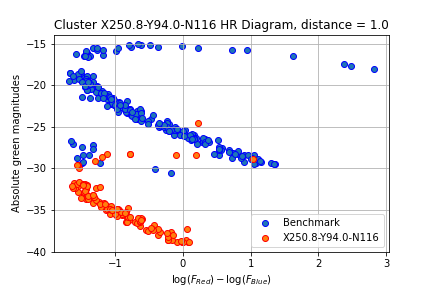 Cluster X250.8-Y94.0-N116 HR Diagram, distance = 1.0
Absolute green magnitudes
−15
−20
−25
−30
−35
−40
Benchmark
X250.8-Y94.0-N116
−1
0
1
2
3
log(F_Red) − log(F_Blue)